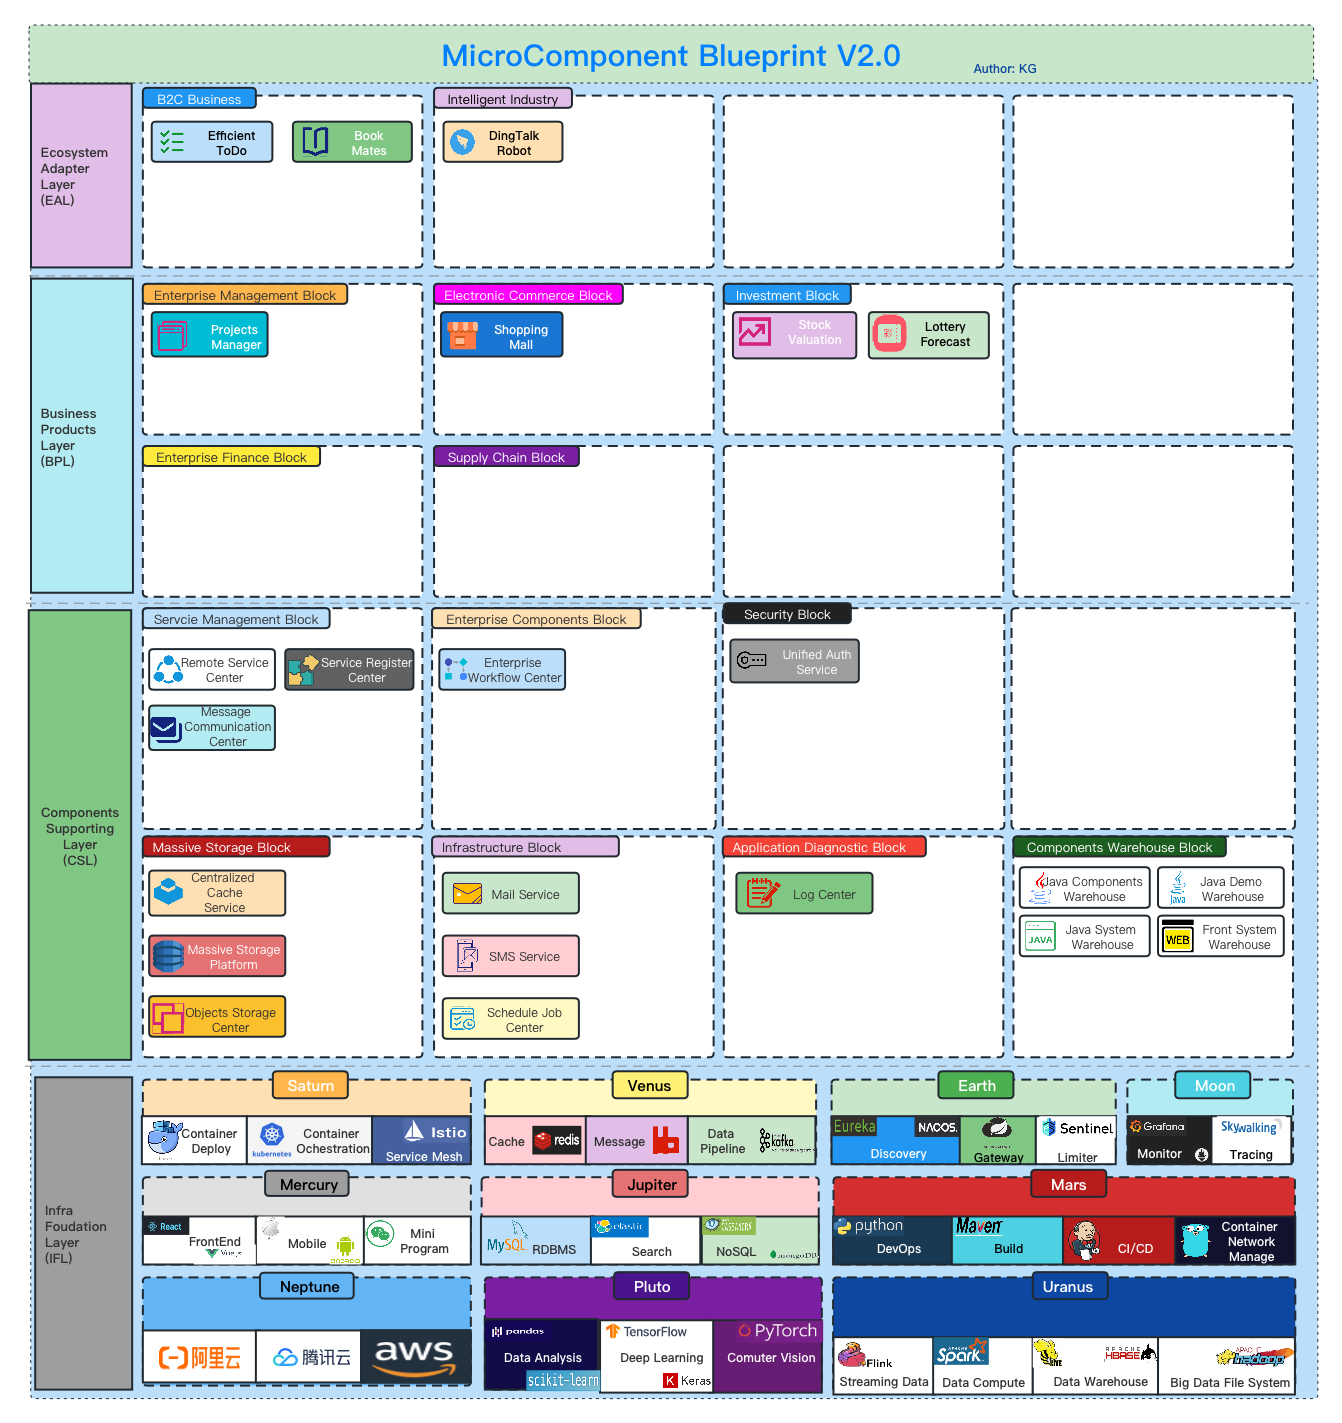 MicroComponent Blueprint V2.0
Author: KG
Ecosystem
Adapter
Layer
(EAL)
B2C Business
Efficient
ToDo
Book
Mates
Intelligent Industry
DingTalk
Robot
Business
Products
Layer
(BPL)
Enterprise Management Block
Projects
Manager
Electronic Commerce Block
Shopping
Mall
Investment Block
Stock
Valuation
Lottery
Forecast
Enterprise Finance Block
Supply Chain Block
Components
Supporting
Layer
(CSL)
Servcie Management Block
Remote Service
Center
Service Register
Center
Message
Communication
Center
Enterprise Components Block
Enterprise
Workflow Center
Security Block
Unified Auth
Service
Massive Storage Block
Centralized
Cache
Service
Massive Storage
Platform
Objects Storage
Center
Infrastructure Block
Mail Service
SMS Service
Schedule Job
Center
Application Diagnostic Block
Log Center
Components Warehouse Block
Java Components
Warehouse
Java Demo
Warehouse
Java
JAVA
Java System
Warehouse
WEB
Front System
Warehouse
Infra
Foudation
Layer
(IFL)
Saturn
Container
Deploy
kubernetes
Container
Ochestration
Istio
Service Mesh
Venus
Cache
redis
Message
Data
Pipeline
kafka
Earth
Eureka
NACOS.
Discovery
Gateway
Sentinel
Limiter
Moon
Grafana
Monitor
Skywalking
Tracing
Mercury
React
FrontEnd
Vue.js
Mobile
ANDROID
Mini
Program
Jupiter
MySQL
RDBMS
elastic
Search
CASSANDRA
NoSQL
mongoDB
Mars
python
DevOps
Maven
Build
CI/CD
Container
Network
Manage
Neptune
阿里云
腾讯云
aws
Pluto
pandas
Data Analysis
scikit-learn
TensorFlow
Deep Learning
K Keras
PyTorch
Comuter Vision
Uranus
Flink
Streaming Data
APACHE
Spark
Data Compute
HIVE
APACHE
HBASE
Data Warehouse
APACHE
hadoop
Big Data File System